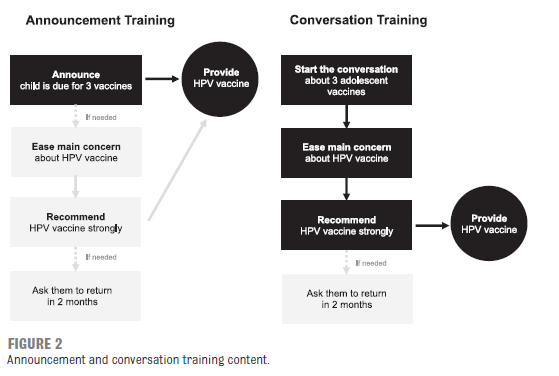 Announcement Training
Announce
child is due for 3 vaccines
Provide
HPV vaccine
If needed
Ease main concern
about HPV vaccine
Recommend
HPV vaccine strongly
If needed
Ask them to return
in 2 months
Conversation Training
Start the conversation
about 3 adolescent
vaccines
Ease main concern
about HPV vaccine
Recommend
HPV vaccine strongly
Provide
HPV vaccine
If needed
Ask them to return
in 2 months
FIGURE 2
Announcement and conversation training content.